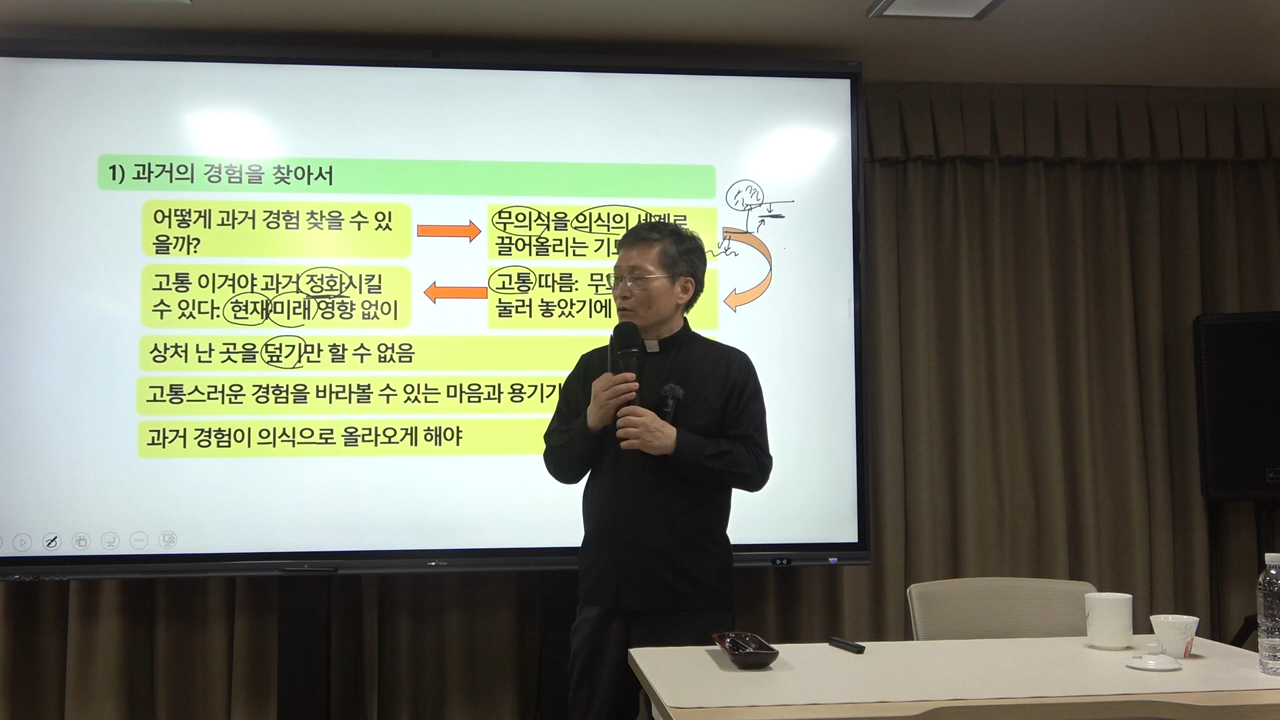 1) 과거의 경험을 찾아서
어떻게 과거 경험 찾을 수 있
을까?
무의식을 의식의 세계로
끌어올리는
고통 이겨야 과거 정화시킬
수 있다: 현재/미래 영향 없이
고통 따름:
눌러 놓았기에
상처 난 곳을 덮기만 할 수 없음
고통스러운 경험을 바라볼 수 있는 마음과 용기가
과거 경험이 의식으로 올라오게 해야